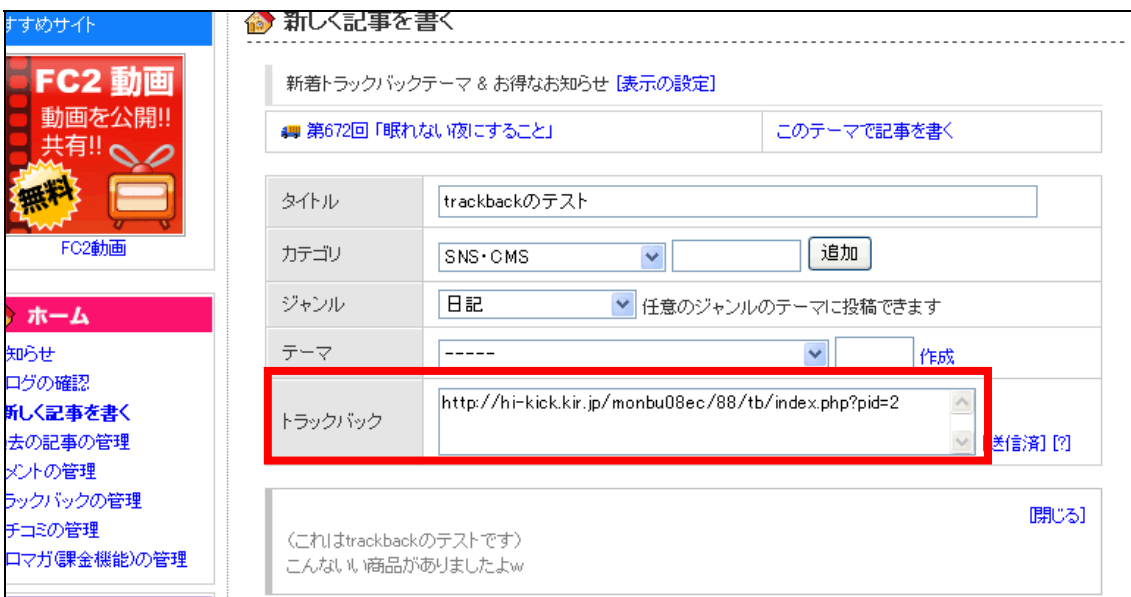 すすめサイト
FC2 動画
動画を公開!!
共有!!
無料
FC2動画
ホーム
知らせ
ログの確認
新しく記事を書く
去の記事の管理
メントの管理
ラックバックの管理
チコミの管理
ロマガ(課金機能)の管理
新しく記事を書く
新着トラックバックテーマ & お得なお知らせ [表示の設定]
第672回「眠れない夜にすること」 このテーマで記事を書く
タイトル trackbackのテスト
カテゴリ SNS・CMS 追加
ジャンル 日記 任意のジャンルのテーマに投稿できます
テーマ ----- 作成
トラックバック http://hi-kick.kir.jp/monbu08ec/88/tb/index.php?pid=2
送信済] [?]
[閉じる]
(これはtrackbackのテストです)
こんないい商品がありましたよw